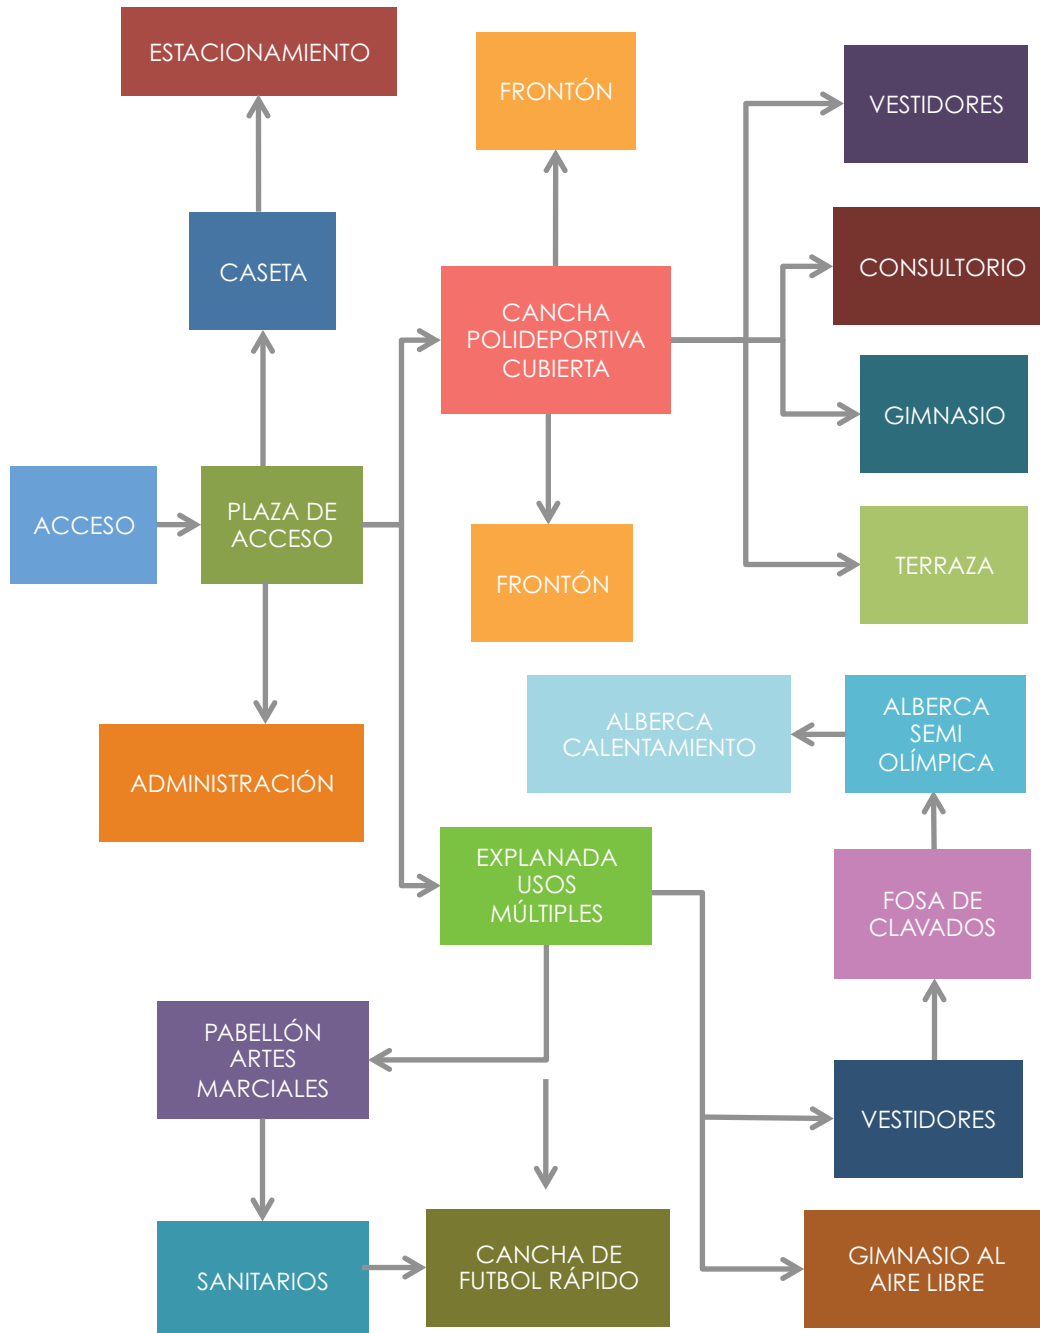 ESTACIONAMIENTO
FRONTÓN
VESTIDORES
CASETA
CONSULTORIO
CANCHA
POLIDEPORTIVA
CUBIERTA
GIMNASIO
ACCESO
PLAZA DE
ACCESO
FRONTÓN
TERRAZA
ADMINISTRACIÓN
ALBERCA
CALENTAMIENTO
ALBERCA
SEMI
OLÍMPICA
EXPLANADA
USOS
MÚLTIPLES
FOSA DE
CLAVADOS
PABELLÓN
ARTES
MARCIALES
VESTIDORES
SANITARIOS
CANCHA DE
FUTBOL RÁPIDO
GIMNASIO AL
AIRE LIBRE